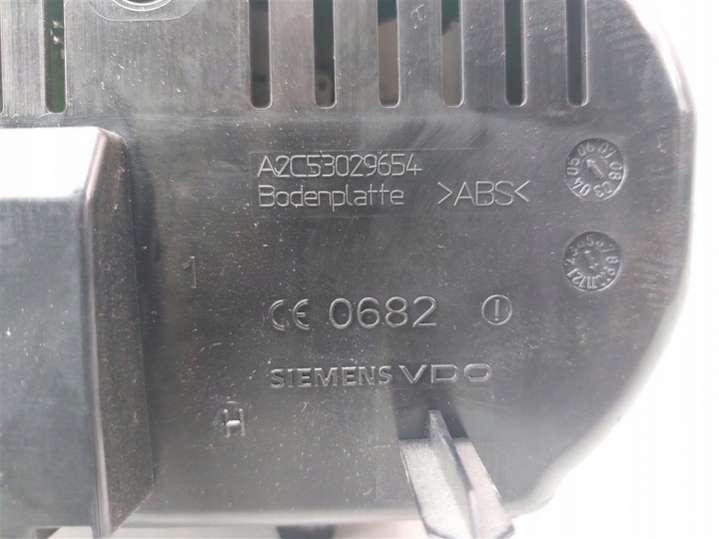 A2C53029654
Bodenplatte >ABS<
1
CE 0682
SIEMENS VDO
H